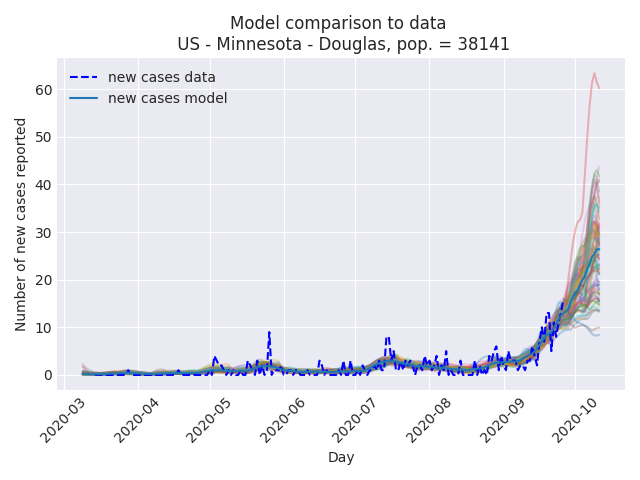 Model comparison to data
US - Minnesota - Douglas, pop. = 38141
new cases data
new cases model
Number of new cases reported
60
50
40
30
20
10
0
2020-03
2020-04
2020-05
2020-06
2020-07
2020-08
2020-09
2020-10
Day